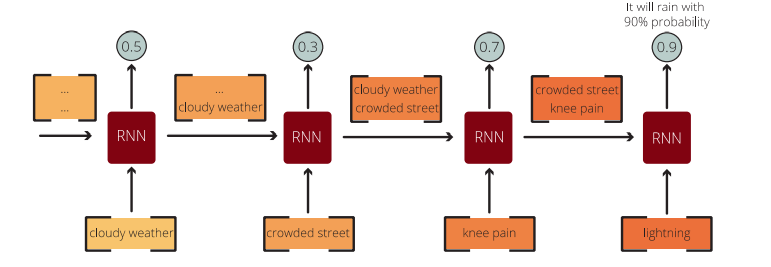 It will rain with
90% probability
0.5
0.3
0.7
0.9
...
...
...
cloudy weather
cloudy weather
crowded street
crowded street
knee pain
RNN
RNN
RNN
RNN
cloudy weather
crowded street
knee pain
lightning